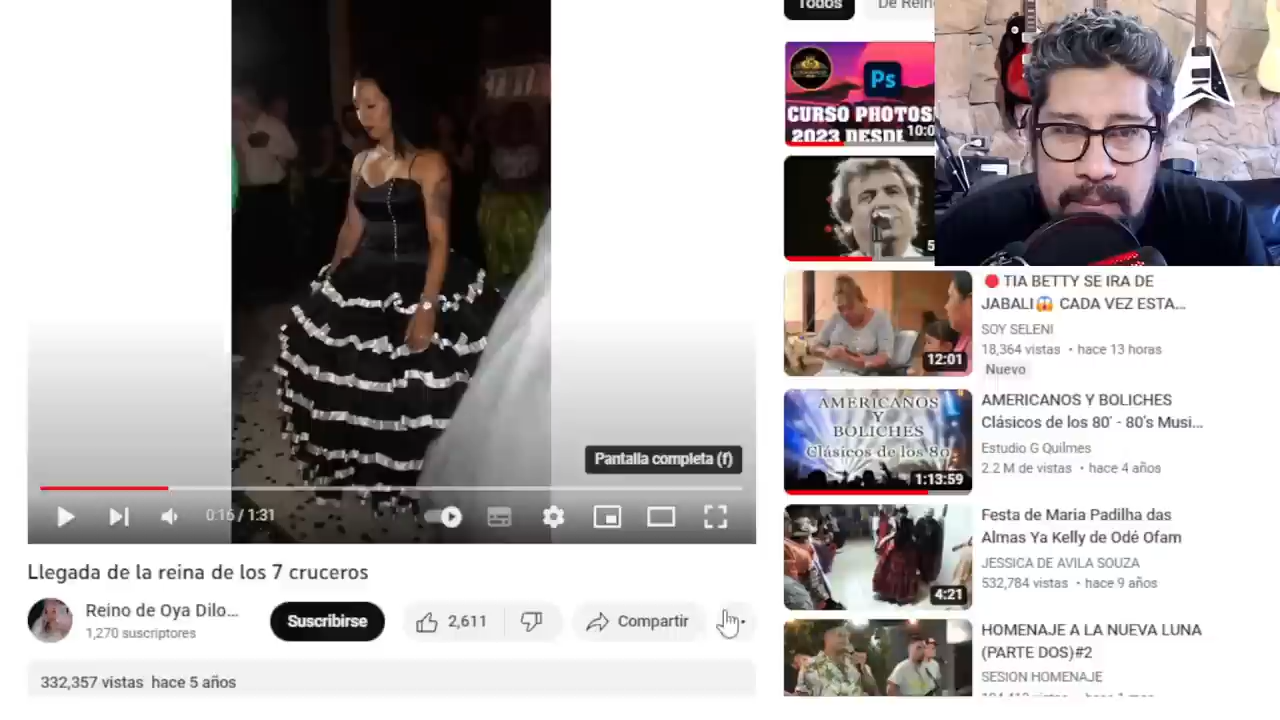 Todos
De Rein
Ps
CURSO PHOTOS
2023 DESDE
10:0
5
TIA BETTY SE IRA DE
JABALI😱 CADA VEZ ESTA...
SOY SELENI
18,364 vistas • hace 13 horas
Nuevo
12:01
AMERICANOS
Y
BOLICHES
Clásicos de los 80
1:13:59
AMERICANOS Y BOLICHES
Clásicos de los 80' - 80's Musi...
Estudio G Quilmes
2.2 M de vistas • hace 4 años
Pantalla completa (f)
0:16 / 1:31
Festa de Maria Padilha das
Almas Ya Kelly de Odé Ofam
JESSICA DE AVILA SOUZA
532,784 vistas • hace 9 años
4:21
Llegada de la reina de los 7 cruceros
Reino de Oya Dilo...
1,270 suscriptores
Suscribirse
2,611
Compartir
HOMENAJE A LA NUEVA LUNA
(PARTE DOS)#2
SESION HOMENAJE
332,357 vistas hace 5 años